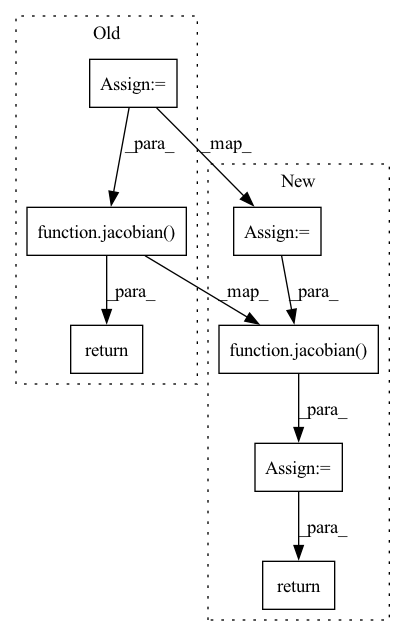 Old
Assign:=
_para_
_map_
New
function.jacobian()
Assign:=
_para_
_map_
_para_
return
function.jacobian()
_para_
Assign:=
_para_
return